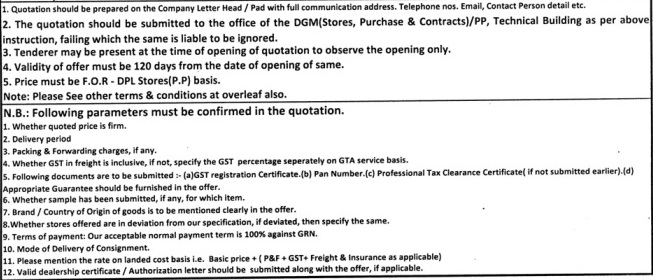 1. Quotation should be prepared on the Company Letter Head / Pad with full communication address. Telephone nos. Email, Contact Person detail etc.
2. The quotation should be submitted to the office of the DGM(Stores, Purchase & Contracts)/PP, Technical Building as per above
instruction, failing which the same is liable to be ignored.
3. Tenderer may be present at the time of opening of quotation to observe the opening only.
4. Validity of offer must be 120 days from the date of opening of same.
5. Price must be F.O.R - DPL Stores(P.P) basis.
Note: Please See other terms & conditions at overleaf also.
N.B.: Following parameters must be confirmed in the quotation.
1. Whether quoted price is firm.
2. Delivery period
3. Packing & Forwarding charges, if any.
4. Whether GST in freight is inclusive, if not, specify the GST percentage seperately on GTA service basis.
5. Following documents are to be submitted :- (a)GST registration Certificate.(b) Pan Number.(c) Professional Tax Clearance Certificate( if not submitted earlier).(d)
Appropriate Guarantee should be furnished in the offer.
6. Whether sample has been submitted, if any, for which item.
7. Brand / Country of Origin of goods is to be mentioned clearly in the offer.
8.Whether stores offered are in deviation from our specification, if deviated, then specify the same.
9. Terms of payment: Our acceptable normal payment term is 100% against GRN.
10. Mode of Delivery of Consignment.
11. Please mention the rate on landed cost basis i.e. Basic price + ( P&F + GST+ Freight & Insurance as applicable)
12. Valid dealership certificate / Authorization letter should be submitted along with the offer, if applicable.